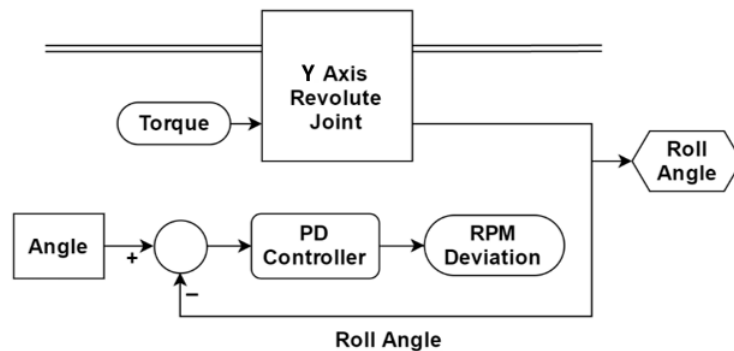 Y Axis
Revolute
Joint
Torque
Roll
Angle
Angle
+
−
PD
Controller
RPM
Deviation
Roll Angle